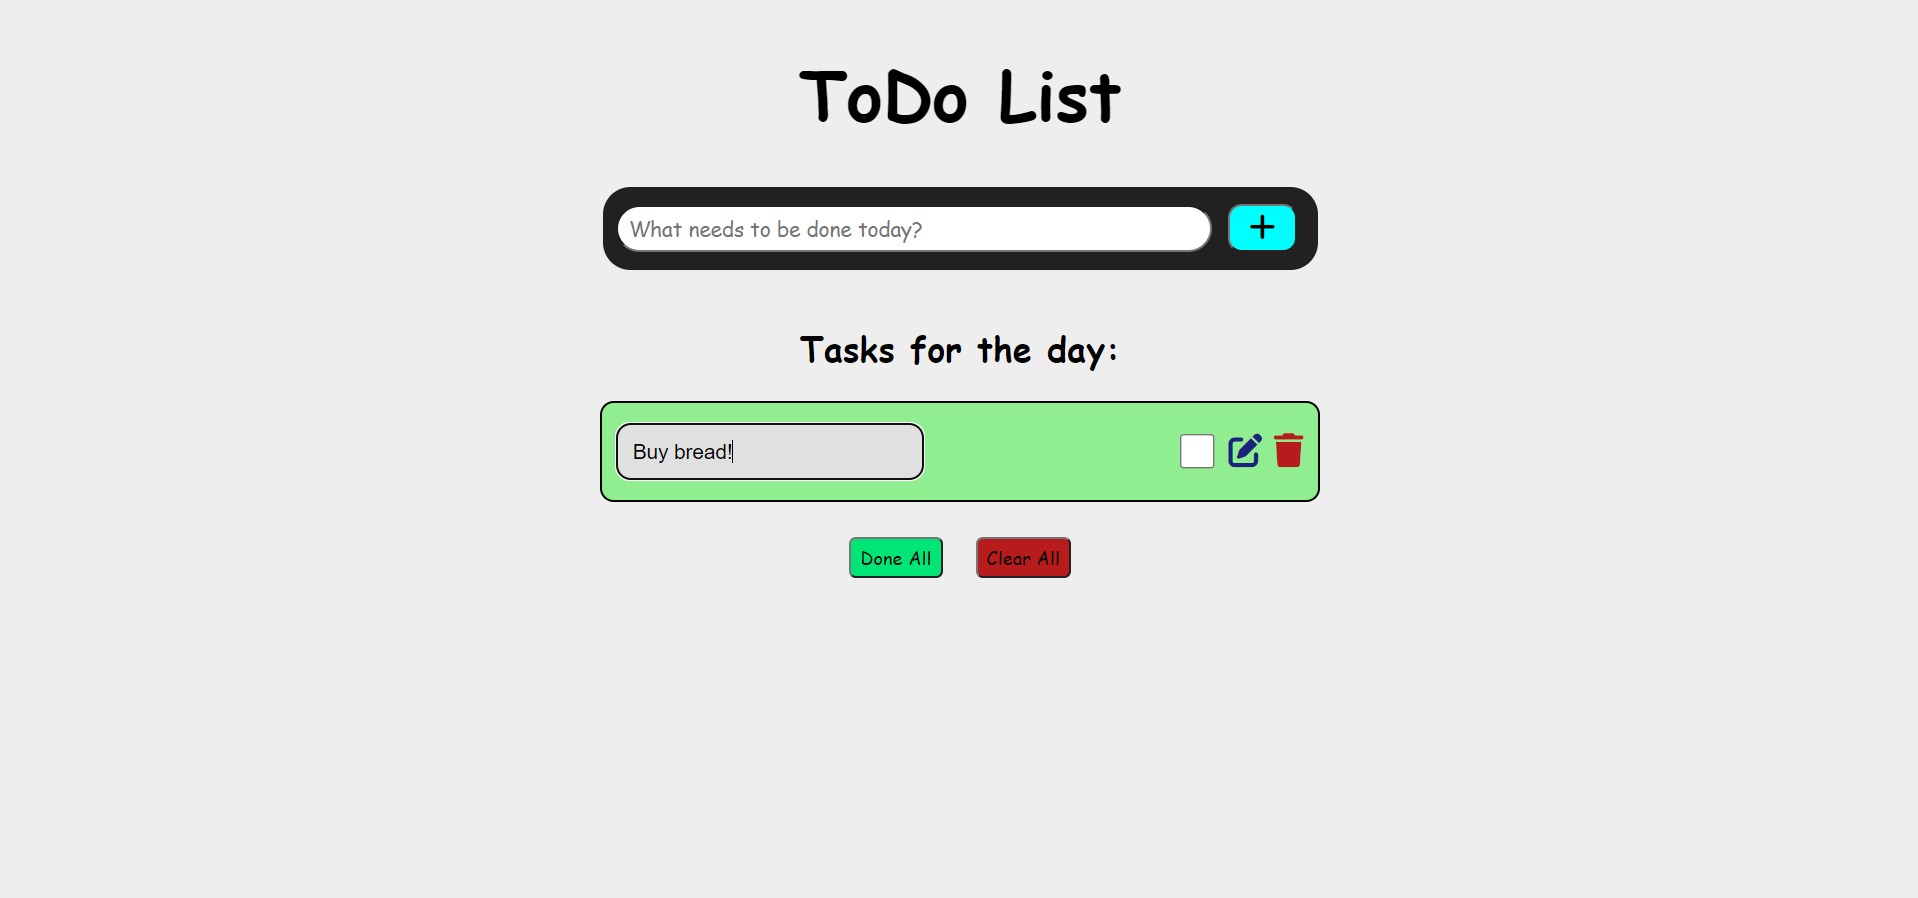 ToDo List
What needs to be done today?
Tasks for the day:
Buy bread!
Done All
Clear All